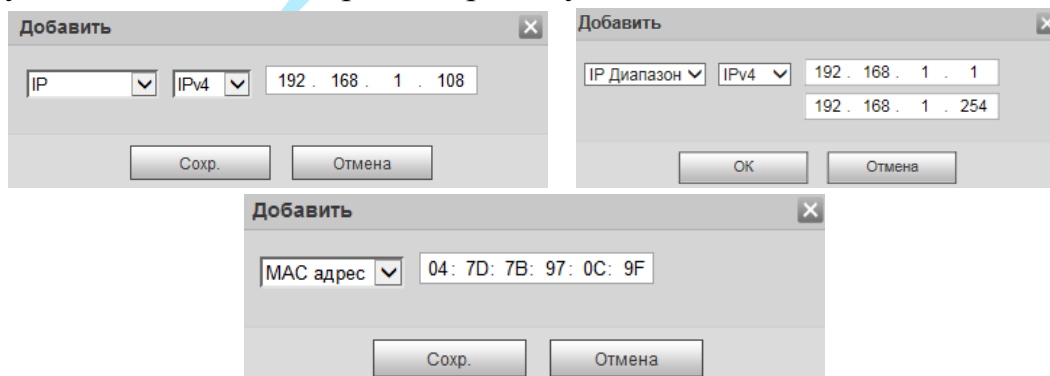 Добавить
IP IPv4 192 . 168 . 1 . 108
Сохр. Отмена
Добавить
IP Диапазон IPv4 192 . 168 . 1 . 1
192 . 168 . 1 . 254
OK Отмена
Добавить
MAC адрес 04: 7D: 7B: 97: 0C: 9F
Сохр. Отмена